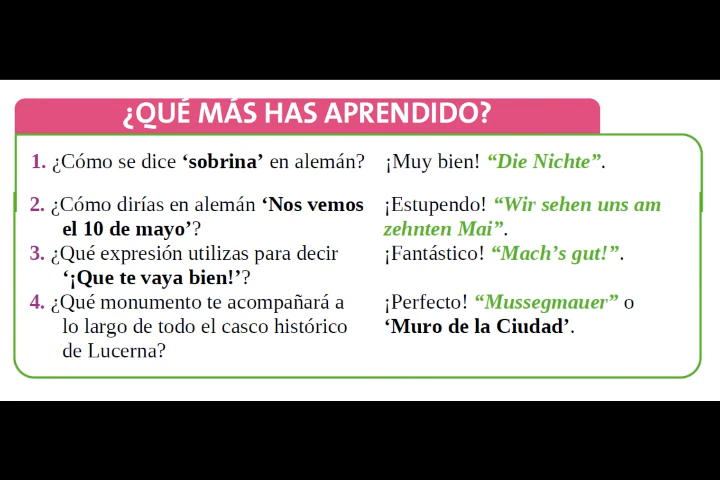 ¿QUÉ MÁS HAS APRENDIDO?
1. ¿Cómo se dice ‘sobrina’ en alemán? ¡Muy bien! “Die Nichte”.
2. ¿Cómo dirías en alemán ‘Nos vemos ¡Estupendo! “Wir sehen uns am
el 10 de mayo’? zehnten Mai”.
3. ¿Qué expresión utilizas para decir ¡Fantástico! “Mach’s gut!”.
‘¡Que te vaya bien!’?
4. ¿Qué monumento te acompañará a ¡Perfecto! “Mussegmauer” o
lo largo de todo el casco histórico ‘Muro de la Ciudad’.
de Lucerna?